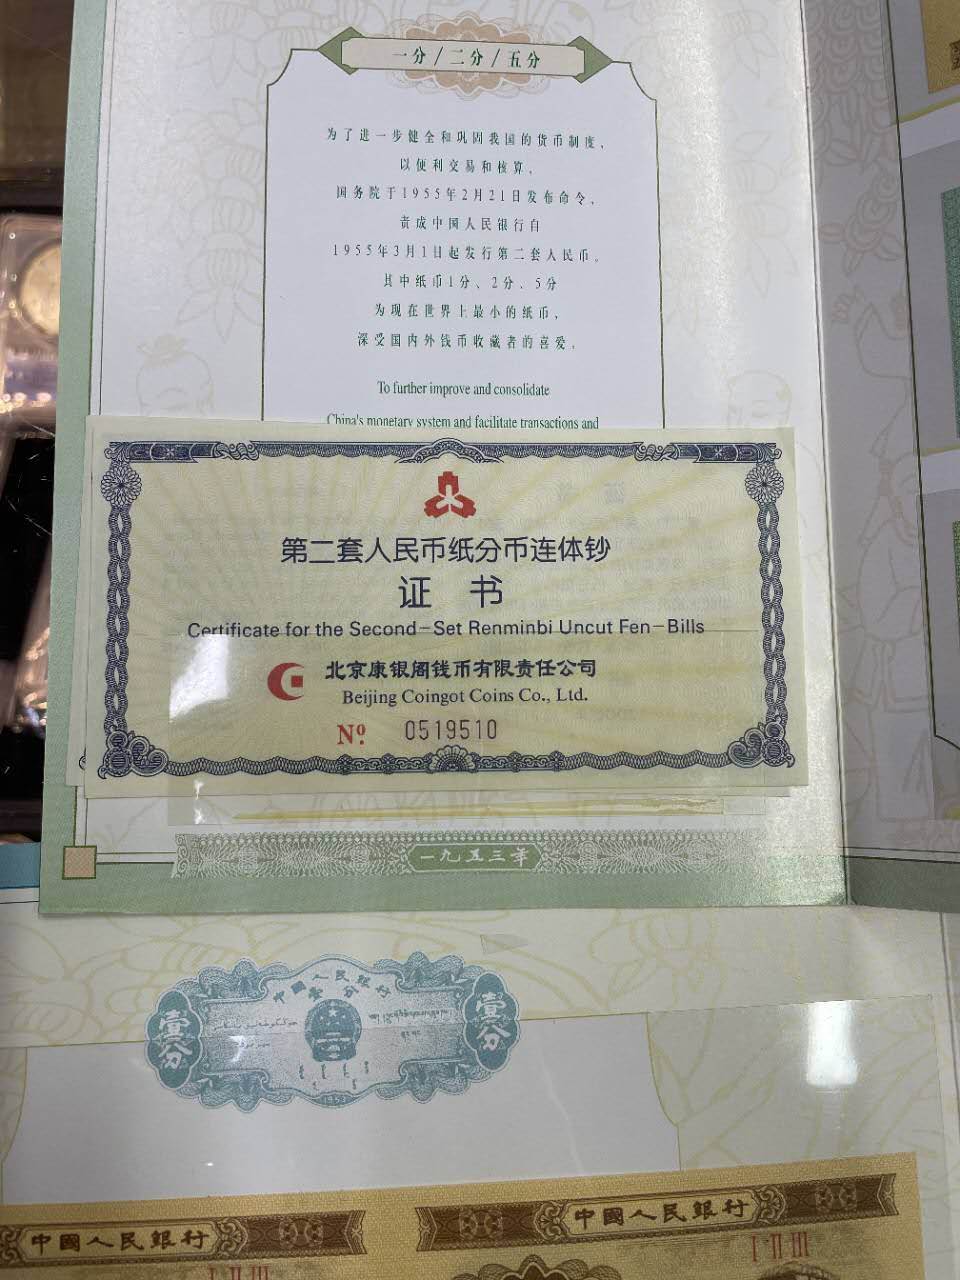 一分/二分/五分
为了进一步健全和巩固我国的货币制度，
以便利交易和核算，
国务院于1955年2月21日发布命令，
责成中国人民银行自
1955年3月1日起发行第二套人民币。
其中纸币1分、2分、5分
为现在世界上最小的纸币，
深受国内外钱币收藏者的喜爱。
To further improve and consolidate
China's monetary system and facilitate transactions and
第二套人民币纸分币连体钞
证 书
Certificate for the Second-Set Renminbi Uncut Fen-Bills
北京康银阁钱币有限责任公司
Beijing Coingot Coins Co., Ltd.
Nº 0519510
一九五三年
中國人民銀行
壹分
壹分
壹分
1953
中國人民銀行
中國人民銀行
I II III
I II III